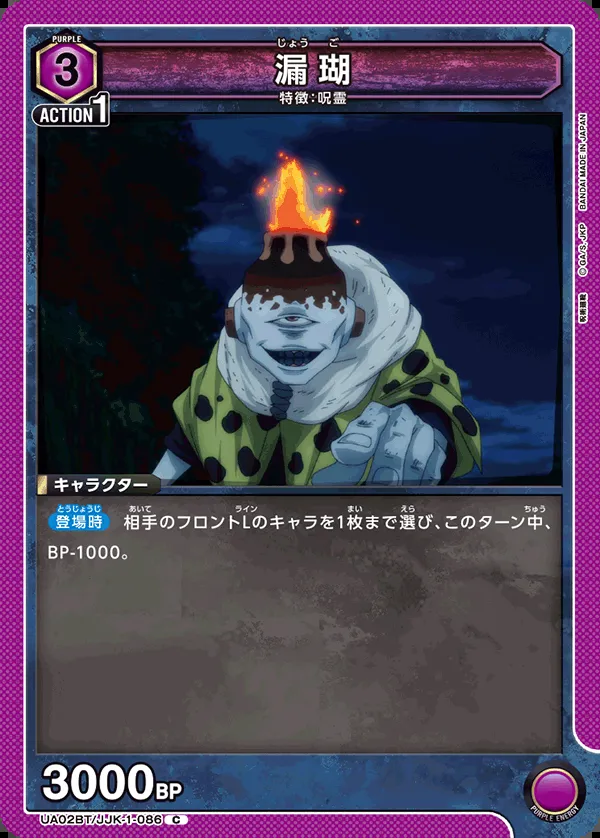 PURPLE
3
ACTION 1
じょう ご
漏瑚
特徴:呪霊
BANDAI MADE IN JAPAN
©GA/S,JKP
呪術廻戦
キャラクター
とうじょうじ あいて ライン まい えら ちゅう
登場時 相手のフロントLのキャラを1枚まで選び、このターン中、
BP-1000。
3000BP
UA02BT/JJK-1-086 C
PURPLE ENERGY